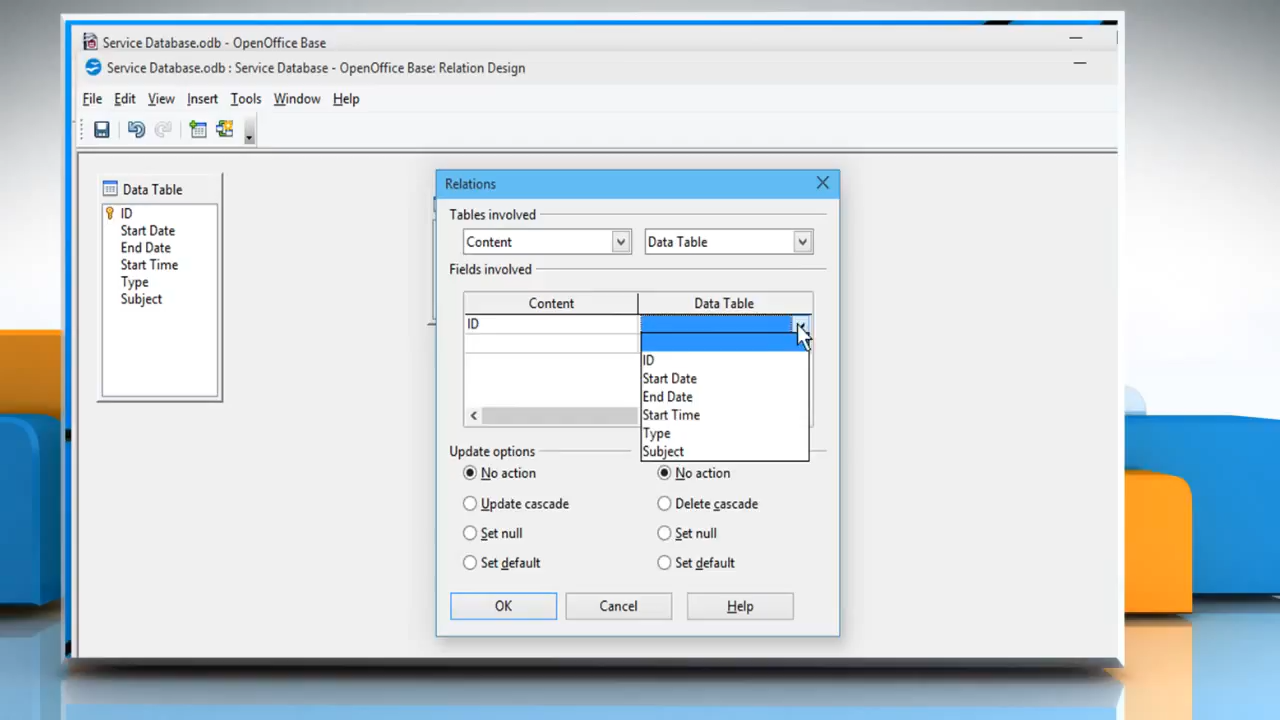 Service Database.odb - OpenOffice Base
Service Database.odb : Service Database - OpenOffice Base: Relation Design
File Edit View Insert Tools Window Help
Data Table
ID
Start Date
End Date
Start Time
Type
Subject
Relations
Tables involved
Content Data Table
Fields involved
Content Data Table
ID
ID
Start Date
End Date
Start Time
Type
Subject
Update options
No action No action
Update cascade Delete cascade
Set null Set null
Set default Set default
OK Cancel Help